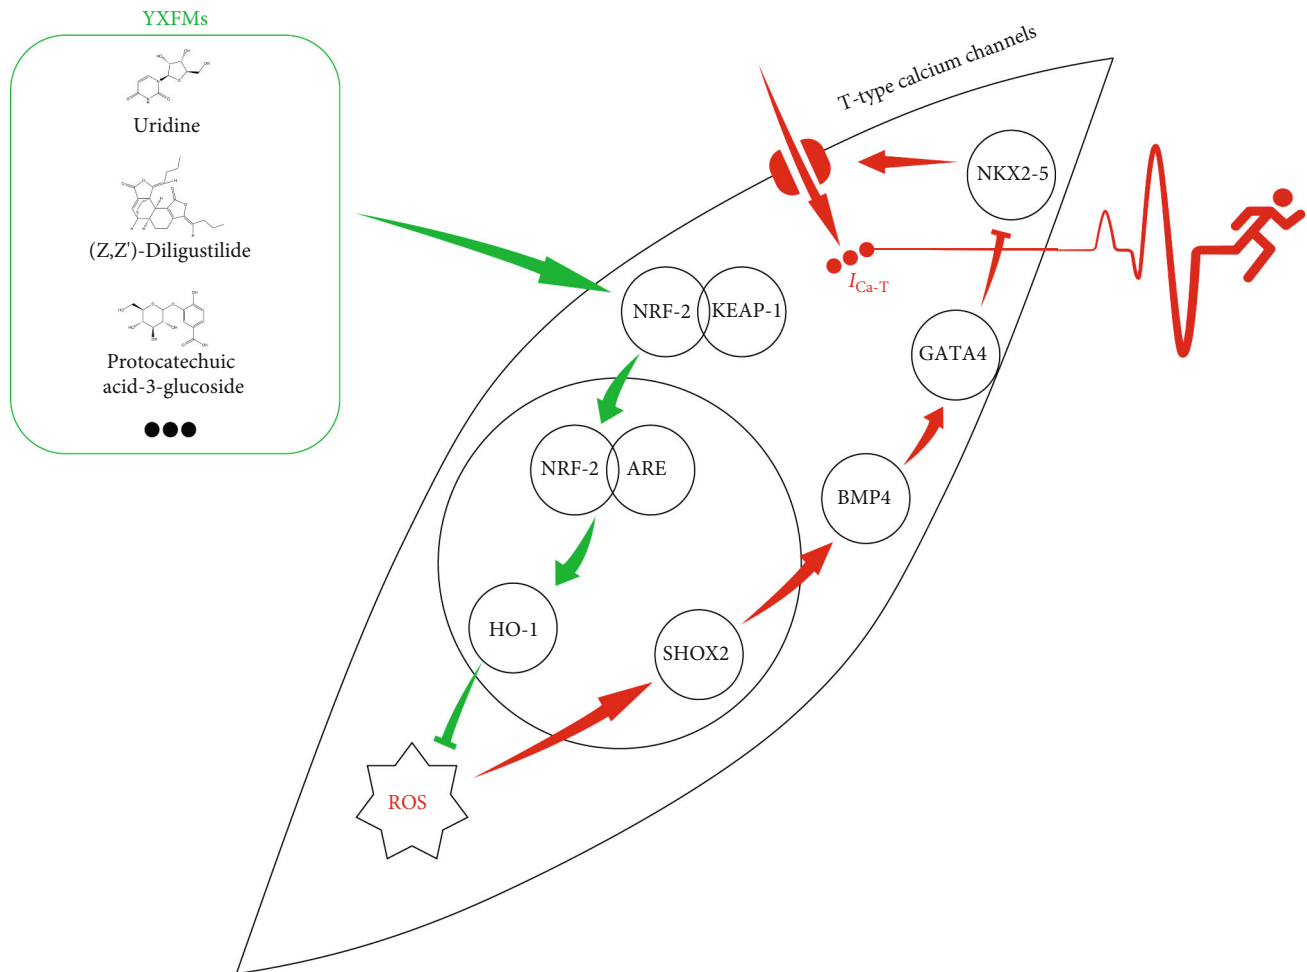 YXFMs
Uridine
(Z,Z')-Diligustilide
Protocatechuic
acid-3-glucoside
T-type calcium channels
NKX2-5
I Ca-T
NRF-2
KEAP-1
GATA4
NRF-2
ARE
BMP4
HO-1
SHOX2
ROS